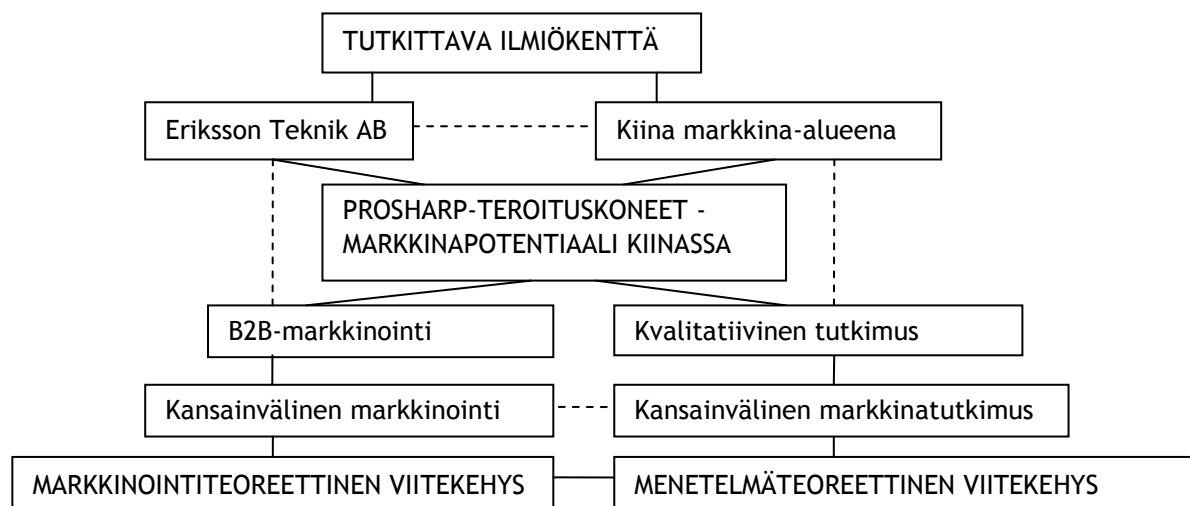 TUTKITTAVA ILMIÖKENTTÄ
Eriksson Teknik AB
Kiina markkina-alueena
PROSHARP-TEROITUSKONEET -
MARKKINAPOTENTIAALI KIINASSA
B2B-markkinointi
Kvalitatiivinen tutkimus
Kansainvälinen markkinointi
Kansainvälinen markkinatutkimus
MARKKINOINTITEOREETTINEN VIITEKEHYS
MENETELMÄTEOREETTINEN VIITEKEHYS